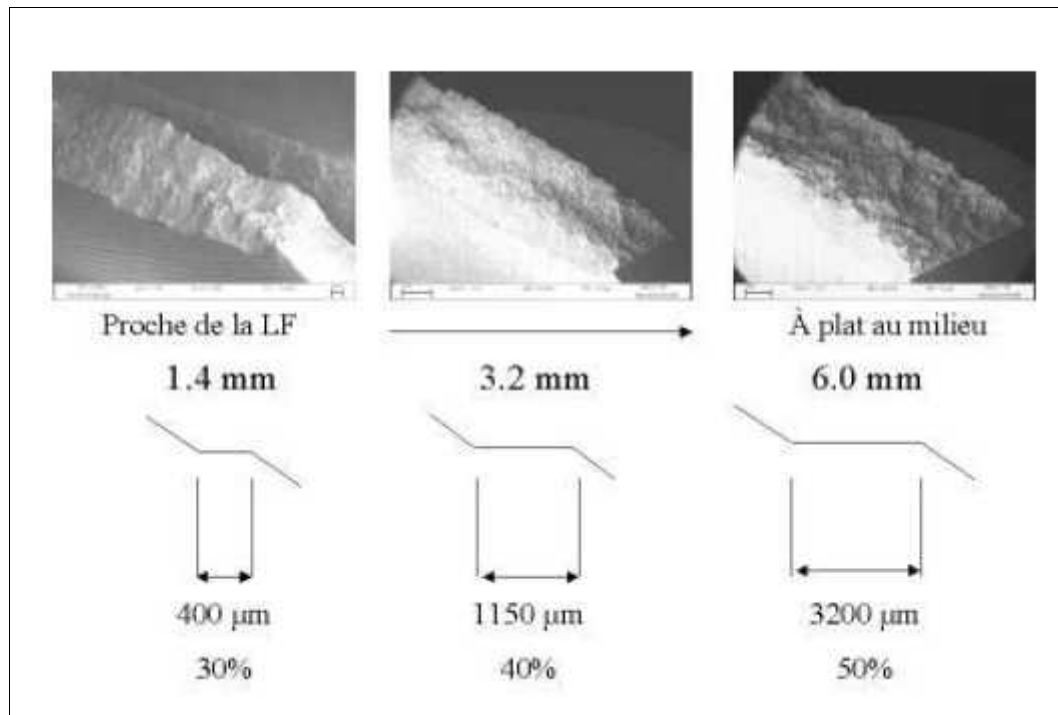 Proche de la LF
À plat au milieu
1.4 mm
3.2 mm
6.0 mm
400 µm
1150 µm
3200 µm
30%
40%
50%